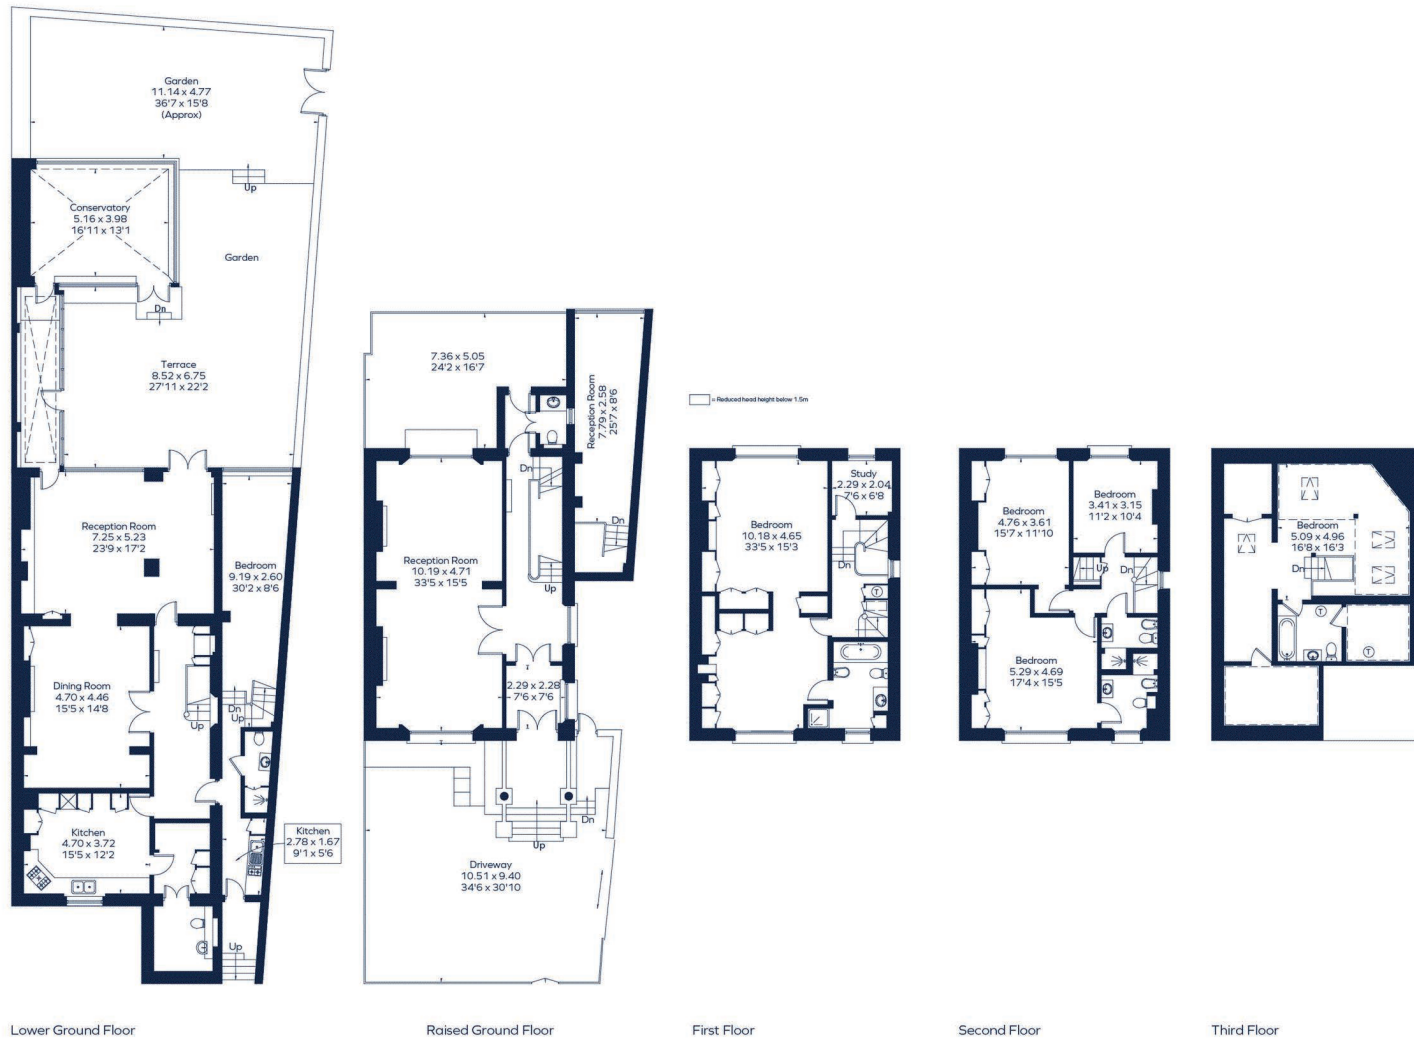 Garden
11.14 x 4.77
36'7 x 15'8
(Approx)
Up
Conservatory
5.16 x 3.98
16'11 x 13'1
Garden
Dn
Terrace
8.52 x 6.75
27'11 x 22'2
Reception Room
7.25 x 5.23
23'9 x 17'2
Bedroom
9.19 x 2.60
30'2 x 8'6
Dining Room
4.70 x 4.46
15'5 x 14'8
Up
Dn
Up
Kitchen
4.70 x 3.72
15'5 x 12'2
Kitchen
2.78 x 1.67
9'1 x 5'6
Up
Lower Ground Floor
7.36 x 5.05
24'2 x 16'7
Reception Room
7.79 x 2.58
25'7 x 8'6
Dn
Dn
Reception Room
10.19 x 4.71
33'5 x 15'5
Up
2.29 x 2.28
7'6 x 7'6
Dn
Up
Driveway
10.51 x 9.40
34'6 x 30'10
Raised Ground Floor
= Reduced head height below 1.5m
Study
2.29 x 2.04
7'6 x 6'8
Bedroom
10.18 x 4.65
33'5 x 15'3
Dn
T
First Floor
Bedroom
4.76 x 3.61
15'7 x 11'10
Bedroom
3.41 x 3.15
11'2 x 10'4
Up
Dn
Bedroom
5.29 x 4.69
17'4 x 15'5
Second Floor
Bedroom
5.09 x 4.96
16'8 x 16'3
Dn
T
T
Third Floor